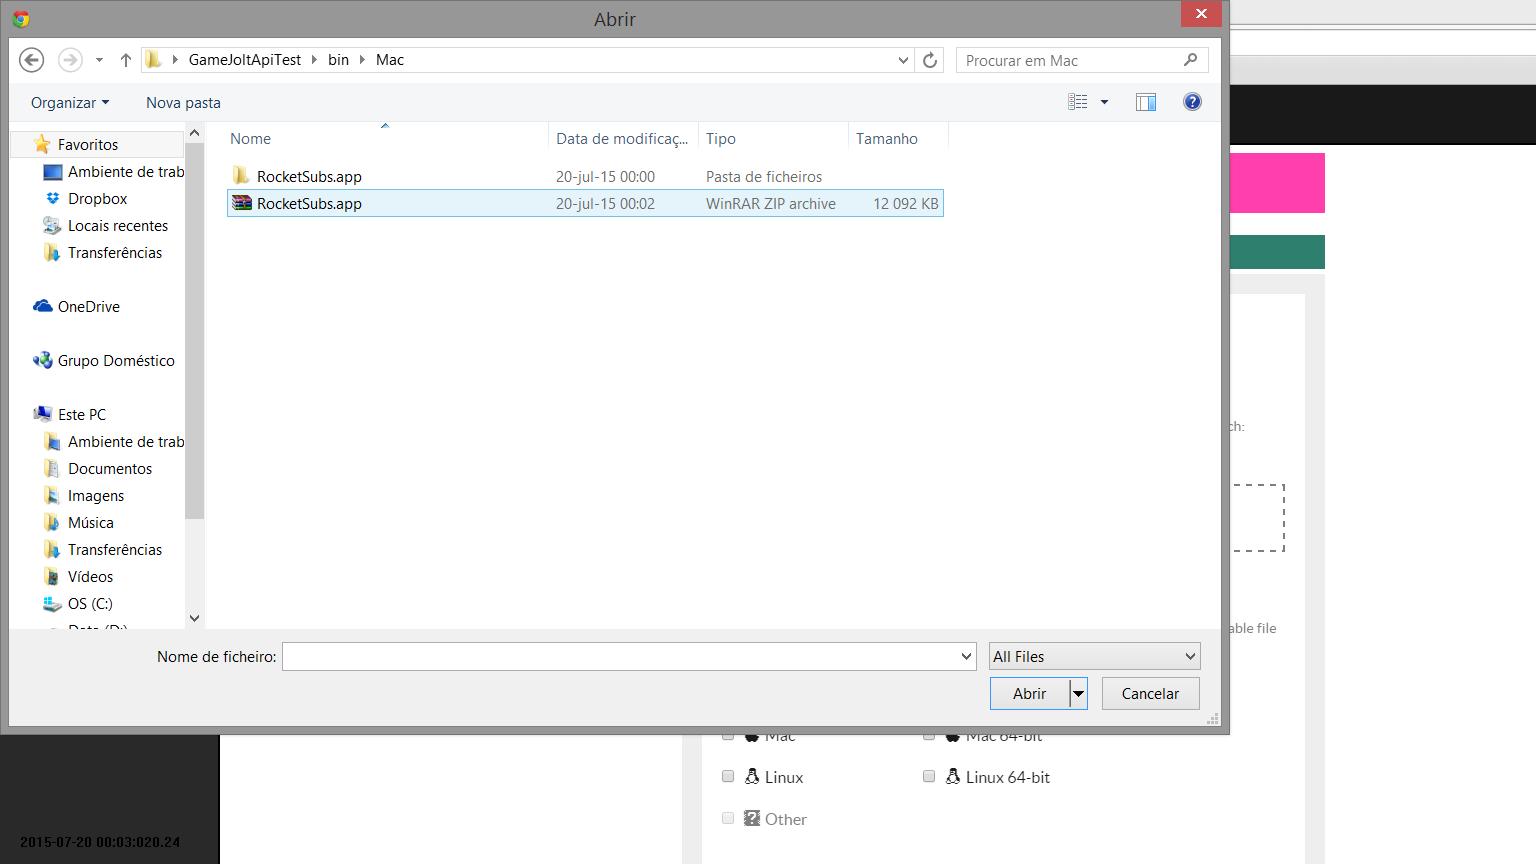 Abrir
GameJoltApiTest bin Mac
Procurar em Mac
Organizar Nova pasta
Nome Data de modificaç... Tipo Tamanho
RocketSubs.app 20-jul-15 00:00 Pasta de ficheiros
RocketSubs.app 20-jul-15 00:02 WinRAR ZIP archive 12 092 KB
Favoritos
Ambiente de trab
Dropbox
Locais recentes
Transferências
OneDrive
Grupo Doméstico
Este PC
Ambiente de trab
Documentos
Imagens
Música
Transferências
Vídeos
OS (C:)
Data (D:)
ch:
able file
Nome de ficheiro: All Files
Abrir Cancelar
Mac Mac 64-bit
Linux Linux 64-bit
Other
2015-07-20 00:03:020.24